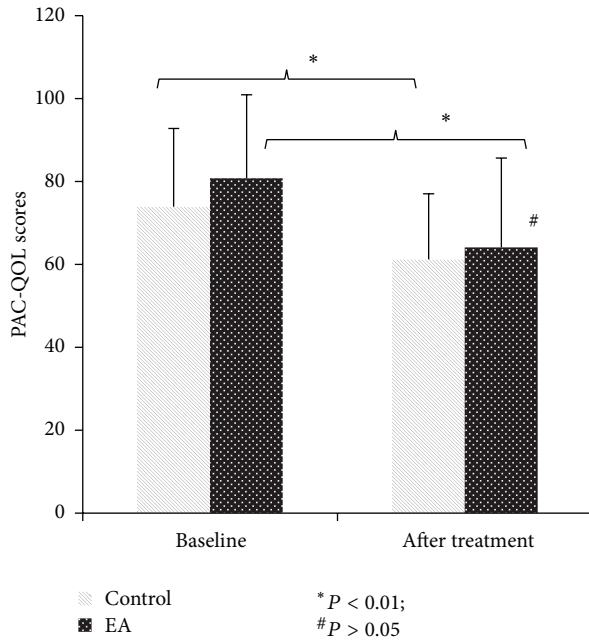 120
100
80
60
40
20
0
PAC-QOL scores
*
*
#
Baseline
After treatment
Control
EA
*P < 0.01;
#P > 0.05